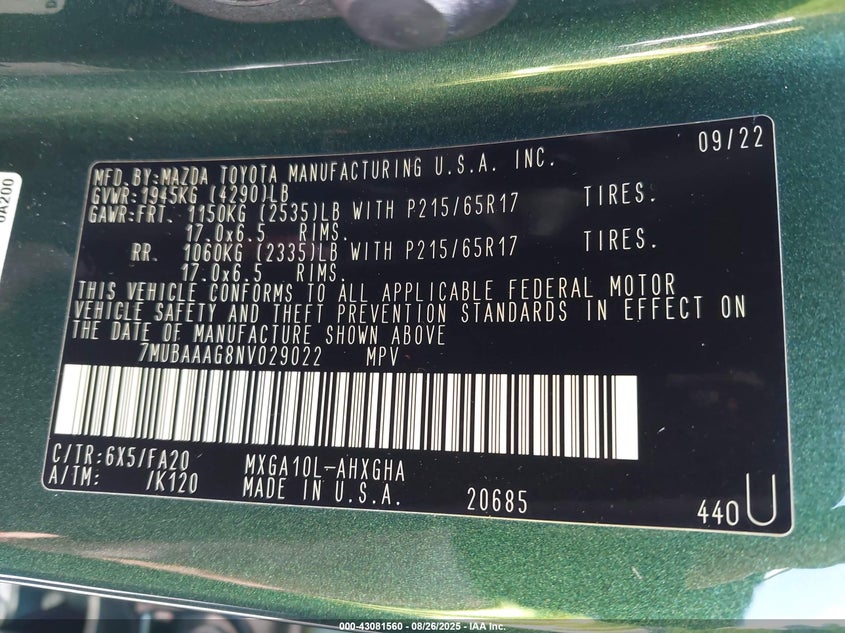 MFD. BY:MAZDA TOYOTA MANUFACTURING U.S.A. INC. 09/22
GVWR:1945KG (4290)LB
GAWR:FRT. 1150KG (2535)LB WITH P215/65R17 TIRES.
17.0x6.5 RIMS.
RR. 1060KG (2335)LB WITH P215/65R17 TIRES.
17.0x6.5 RIMS.
THIS VEHICLE CONFORMS TO ALL APPLICABLE FEDERAL MOTOR
VEHICLE SAFETY AND THEFT PREVENTION STANDARDS IN EFFECT ON
THE DATE OF MANUFACTURE SHOWN ABOVE
7MUBAAAG8NV029022 MPV
C/TR:6X5/FA20 MXGA10L-AHXGHA
A/TM: /K120 MADE IN U.S.A. 20685 440U
0A200
000-43081560 - 08/26/2025 - IAA Inc.